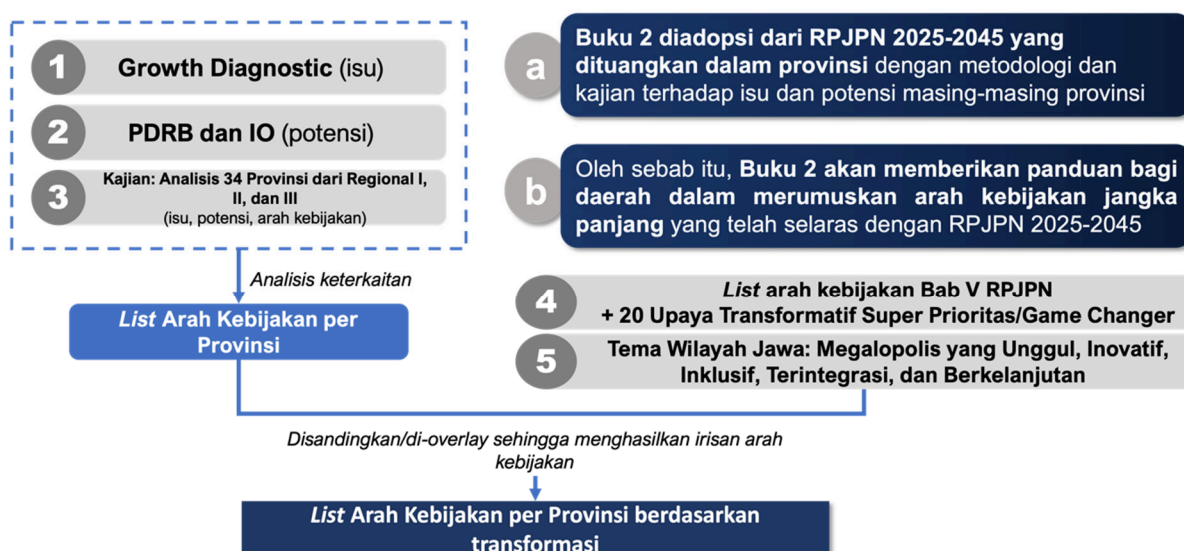 1
Growth Diagnostic (isu)
2
PDRB dan IO (potensi)
3
Kajian: Analisis 34 Provinsi dari Regional I,
II, dan III
(isu, potensi, arah kebijakan)
Analisis keterkaitan
List Arah Kebijakan per
Provinsi
a
Buku 2 diadopsi dari RPJPN 2025-2045 yang
dituangkan dalam provinsi dengan metodologi dan
kajian terhadap isu dan potensi masing-masing provinsi
b
Oleh sebab itu, Buku 2 akan memberikan panduan bagi
daerah dalam merumuskan arah kebijakan jangka
panjang yang telah selaras dengan RPJPN 2025-2045
4
List arah kebijakan Bab V RPJPN
+ 20 Upaya Transformatif Super Prioritas/Game Changer
5
Tema Wilayah Jawa: Megalopolis yang Unggul, Inovatif,
Inklusif, Terintegrasi, dan Berkelanjutan
Disandingkan/di-overlay sehingga menghasilkan irisan arah
kebijakan
List Arah Kebijakan per Provinsi berdasarkan
transformasi